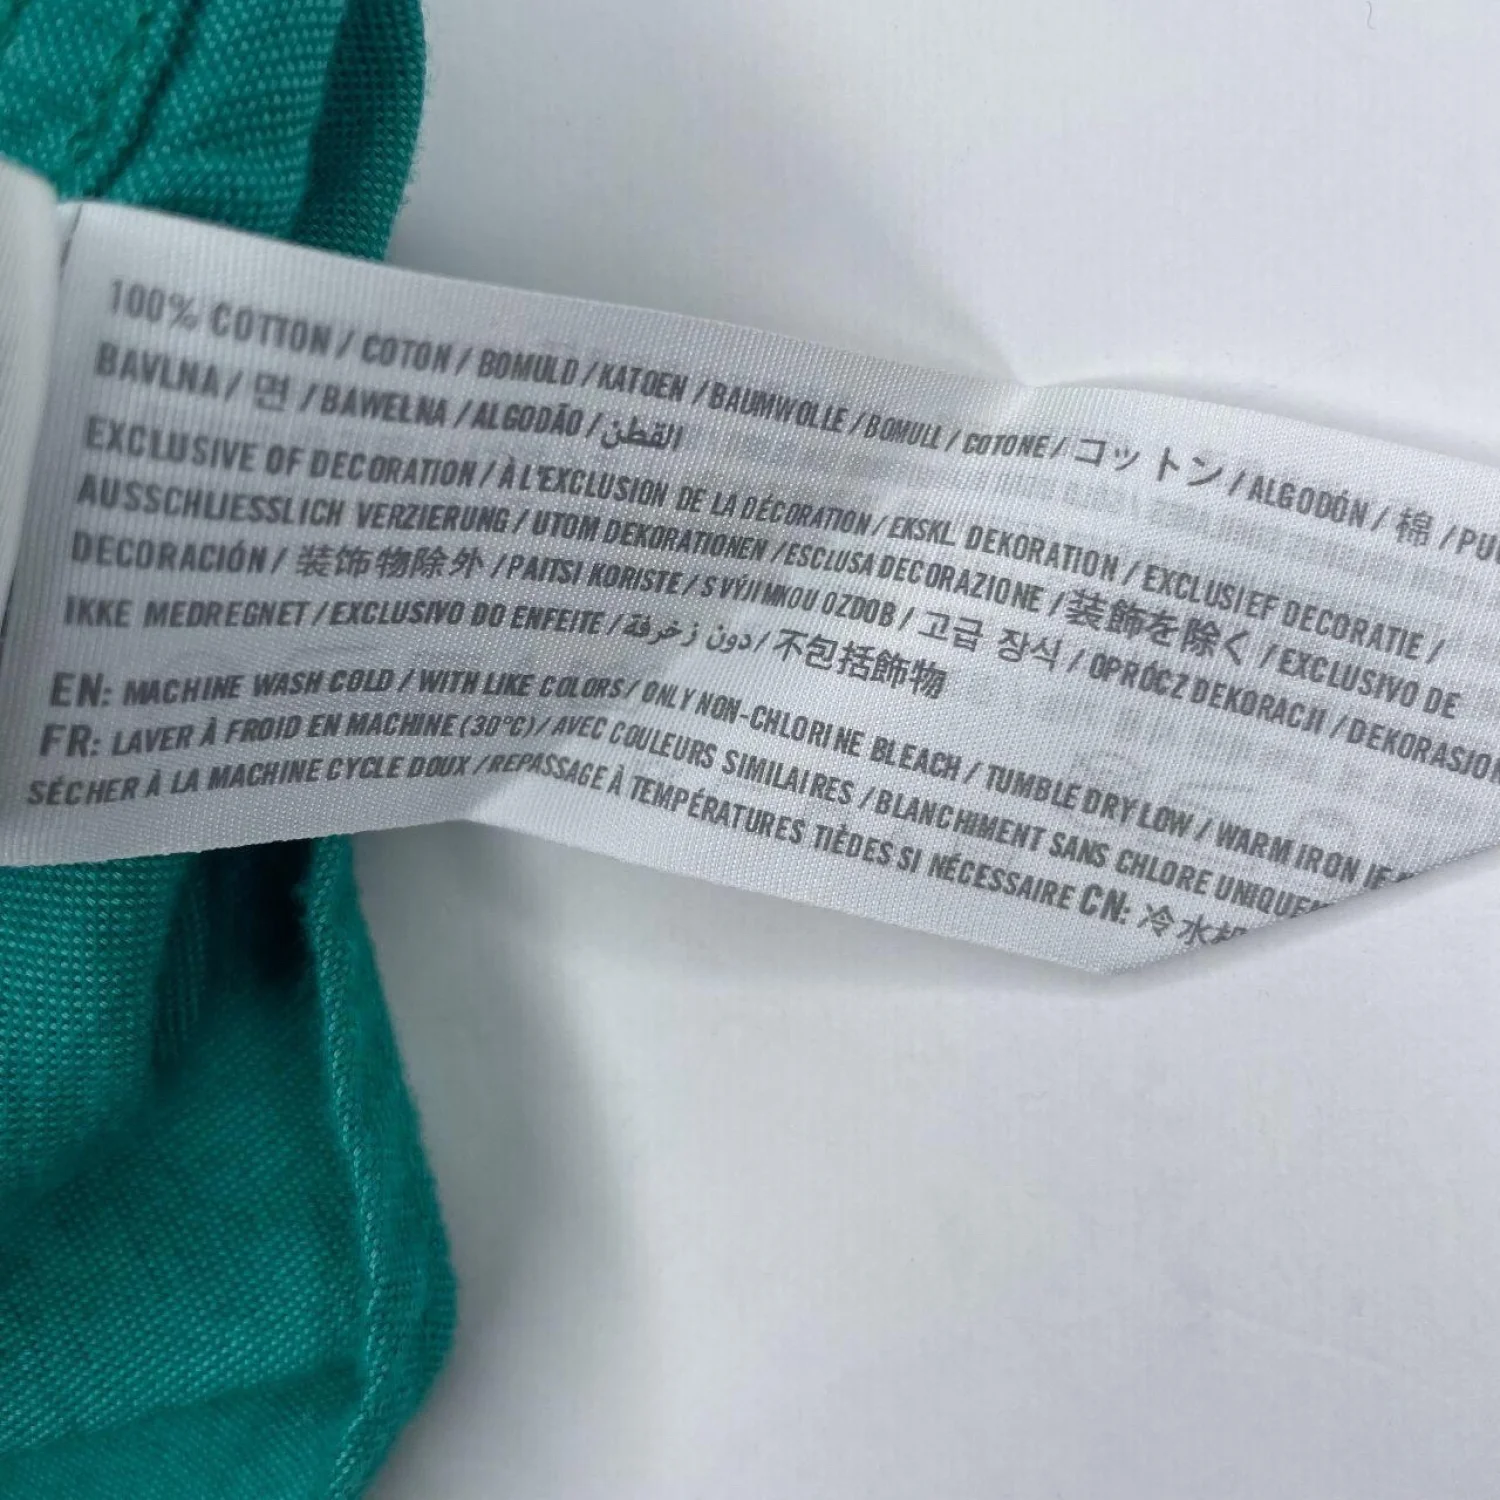 100% COTTON / COTON / BOMULD / KATOEN / BAUMWOLLE / BOMULL / COTONE / コットン / ALGODÓN / 棉 /
BAVLNA / 면 / BAWEŁNA / ALGODÃO / القطن
EXCLUSIVE OF DECORATION / À L'EXCLUSION DE LA DÉCORATION / EKSKL DEKORATION / EXCLUSIEF DECORATIE /
AUSSCHLIESSLICH VERZIERUNG / UTOM DEKORATIONEN / ESCLUSA DECORAZIONE / 装飾を除く / EXCLUSIVO DE
DECORACIÓN / 装饰物除外 / PAITSI KORISTE / S VÝJIMKOU OZDOB / 고급 장식 / OPRÓCZ DEKORACJI / DEKORASJON
IKKE MEDREGNET / EXCLUSIVO DO ENFEITE / دون زخرفة / 不包括飾物
EN: MACHINE WASH COLD / WITH LIKE COLORS / ONLY NON-CHLORINE BLEACH / TUMBLE DRY LOW / WARM IRON
FR: LAVER À FROID EN MACHINE (30°C) / AVEC COULEURS SIMILAIRES / BLANCHIMENT SANS CHLORE
SÉCHER À LA MACHINE CYCLE DOUX / REPASSAGE À TEMPÉRATURES TIÈDES SI NÉCESSAIRE CN: 冷水